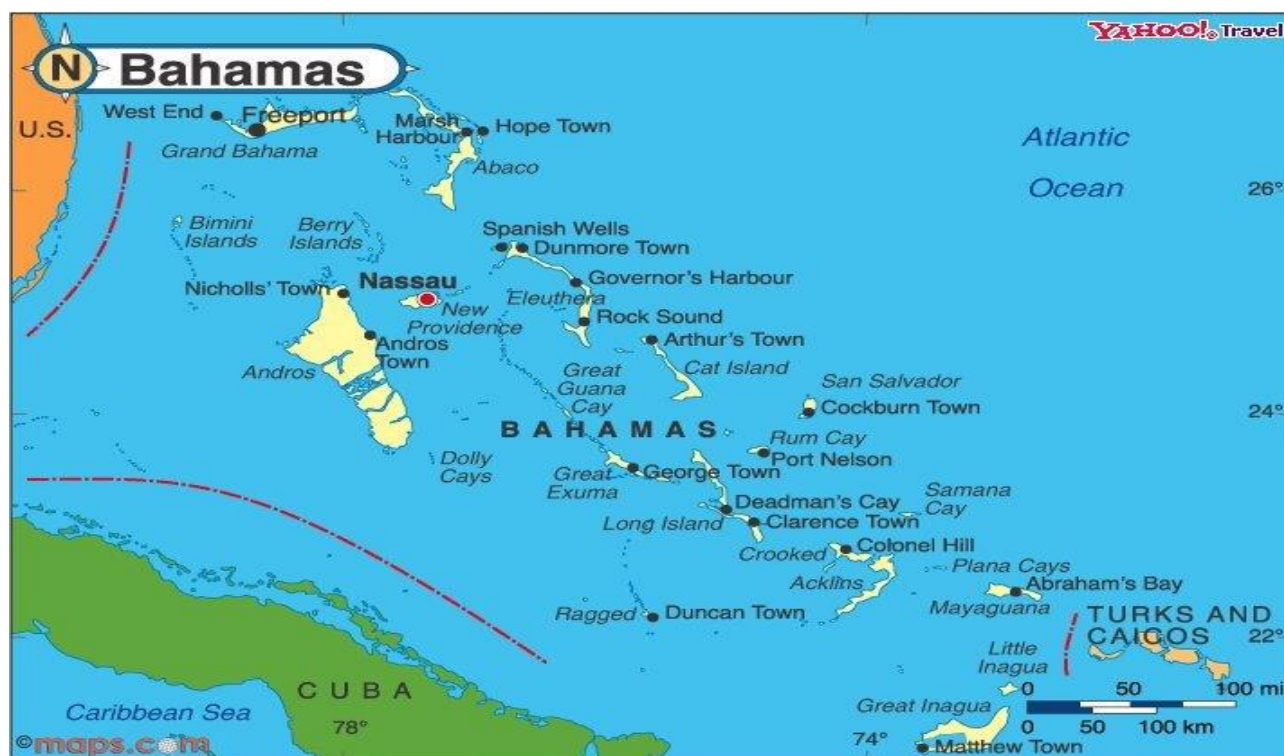 YAHOO! Travel
N Bahamas
U.S.
West End
Freeport
Grand Bahama
Marsh
Harbour
Hope Town
Abaco
Atlantic
Ocean
26°
Bimini
Islands
Berry
Islands
Spanish Wells
Dunmore Town
Nicholls' Town
Nassau
New
Providence
Governor's Harbour
Eleuthera
Rock Sound
Andros
Town
Andros
Arthur's Town
Cat Island
Great
Guana
Cay
San Salvador
Cockburn Town
24°
BAHAMAS
Rum Cay
Port Nelson
Dolly
Cays
Great
Exuma
George Town
Deadman's Cay
Long Island
Clarence Town
Samana
Cay
Crooked
Colonel Hill
Acklins
Plana Cays
Abraham's Bay
Mayaguana
Ragged
Duncan Town
TURKS AND
CAICOS
22°
Little
Inagua
0 50 100 mi
0 50 100 km
CUBA
Caribbean Sea
78°
74°
Great Inagua
Matthew Town
©maps.com